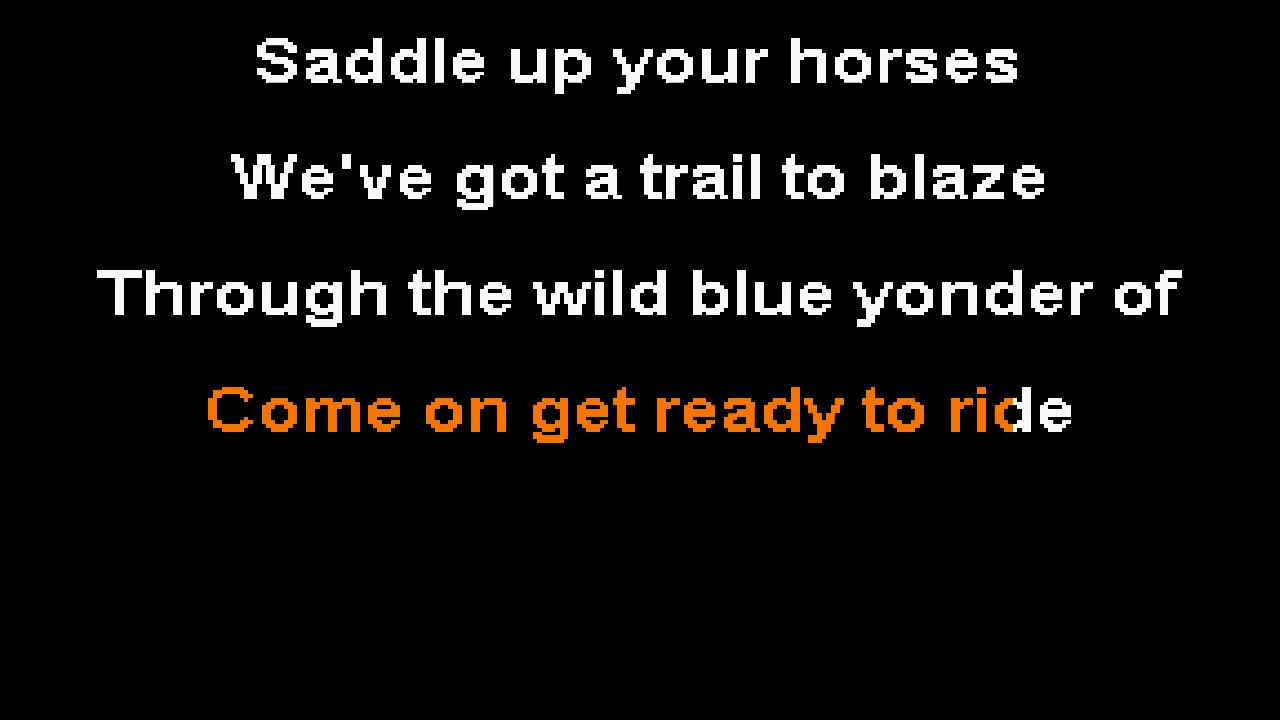 Saddle up your horses
We've got a trail to blaze
Through the wild blue yonder of
Come on get ready to ride